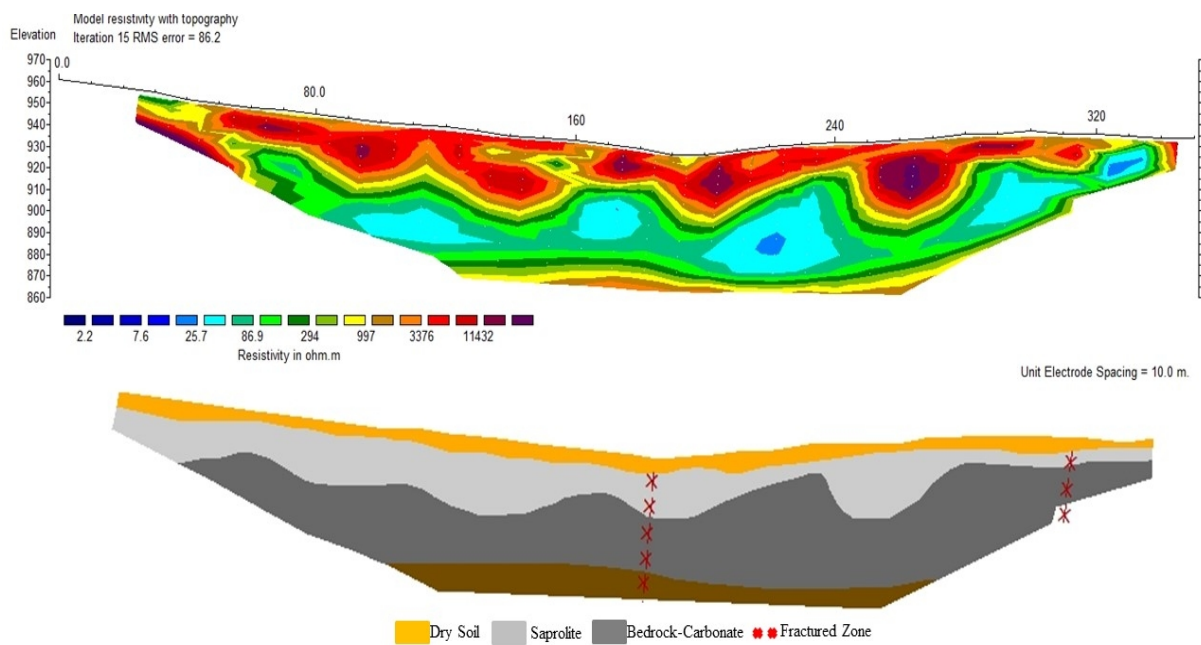 Model resistivity with topography
Elevation Iteration 15 RMS error = 86.2
970
960
950
940
930
920
910
900
890
880
870
860
0.0
80.0
160
240
320
2.2 7.6 25.7 86.9 294 997 3376 11432
Resistivity in ohm.m
Unit Electrode Spacing = 10.0 m.
Dry Soil Saprolite Bedrock-Carbonate Fractured Zone